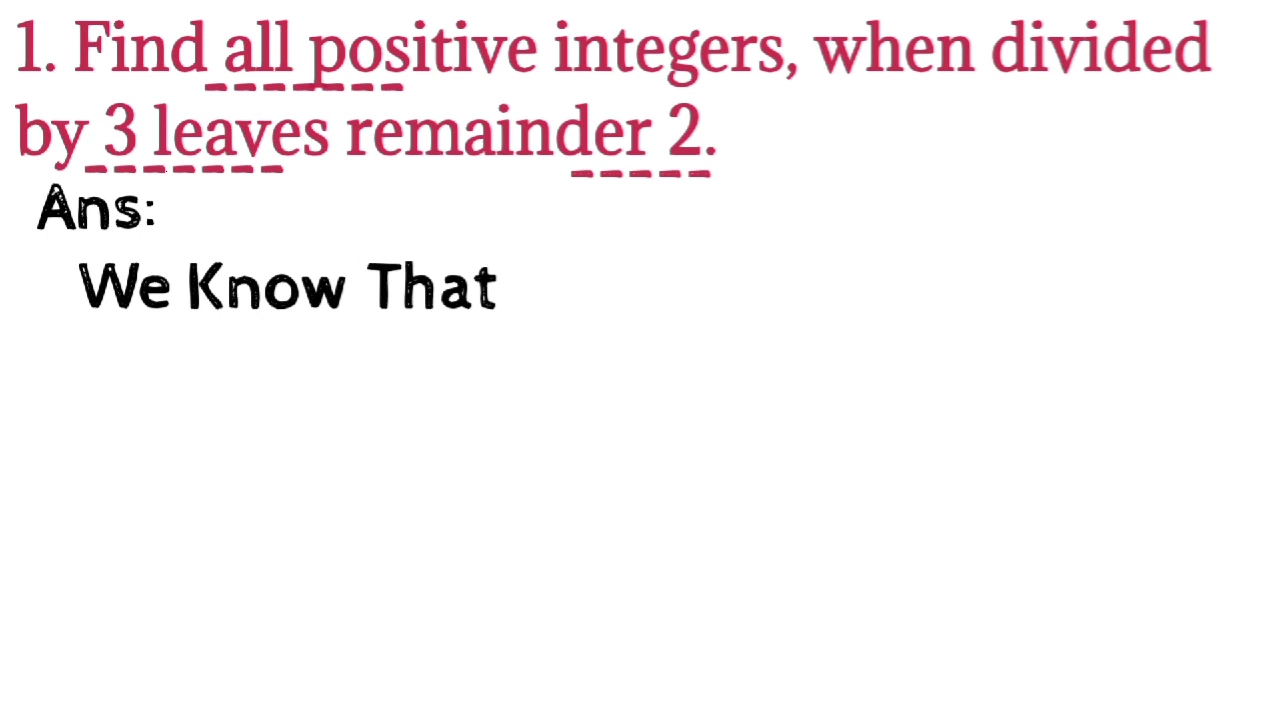 1. Find all positive integers, when divided
by 3 leaves remainder 2.
Ans:
We Know That